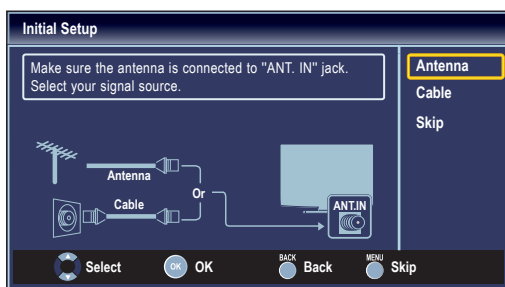 Initial Setup
Make sure the antenna is connected to "ANT. IN" jack.
Select your signal source.
Antenna
Cable
Skip
Antenna
Or
Cable
ANT.IN
Select
OK
OK
BACK
Back
MENU
Skip